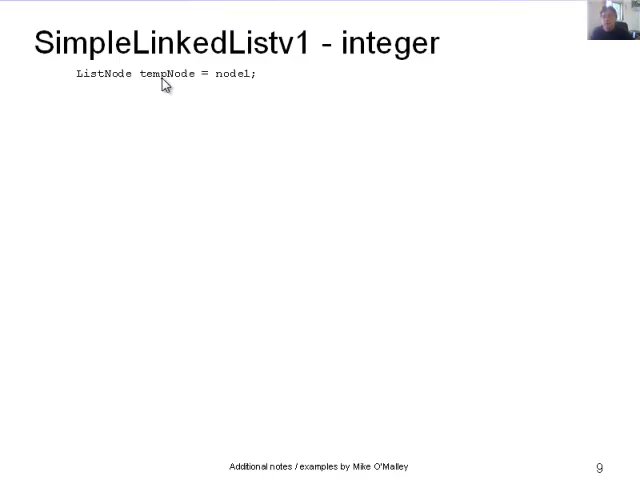 SimpleLinkedListv1 - integer
ListNode tempNode = node1;
Additional notes / examples by Mike O'Malley
9